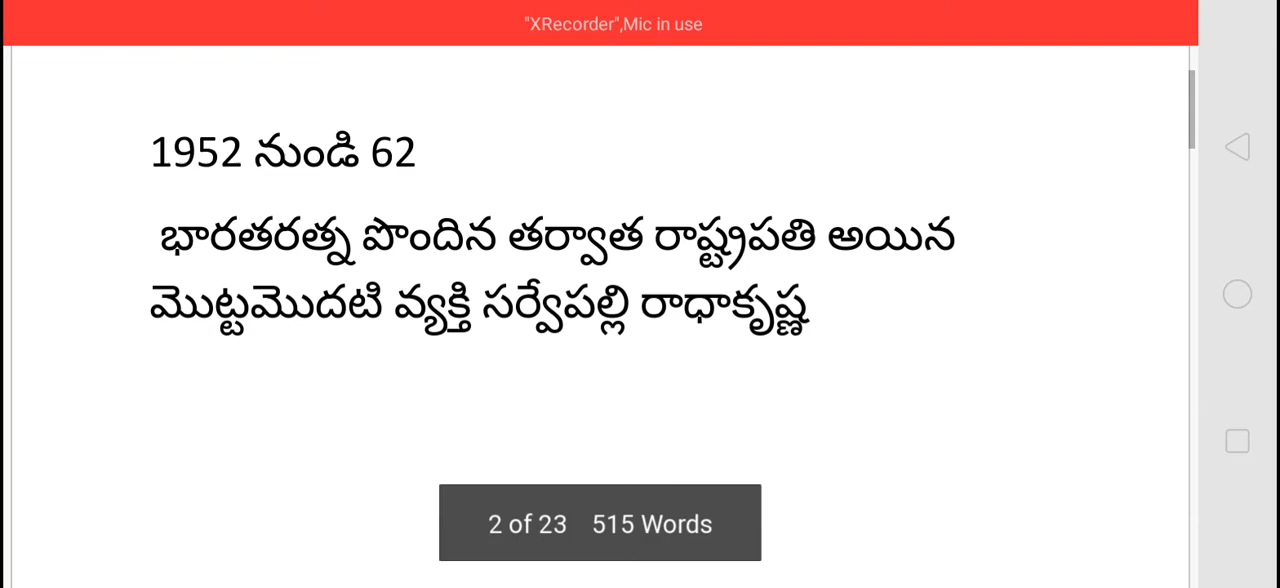 "XRecorder",Mic in use
1952 నుండి 62
భారతరత్న పొందిన తర్వాత రాష్ట్రపతి అయిన
మొట్టమొదటి వ్యక్తి సర్వేపల్లి రాధాకృష్ణ
2 of 23 515 Words